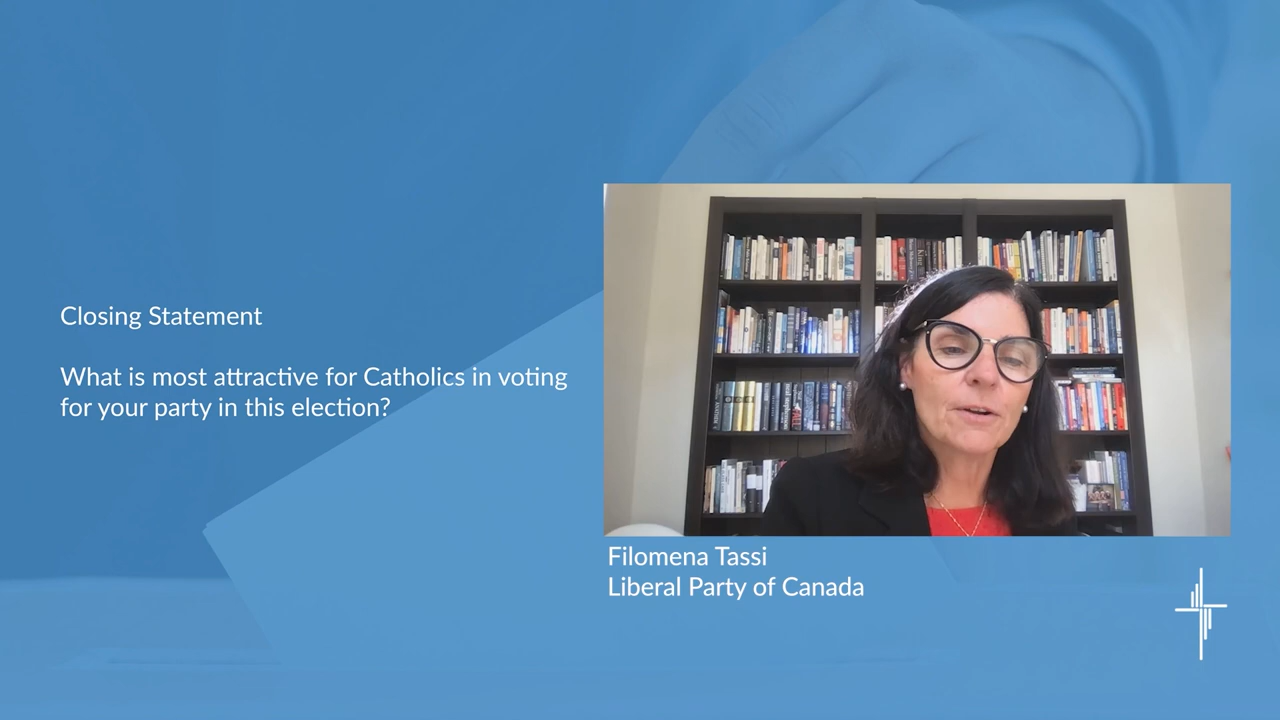 Closing Statement
What is most attractive for Catholics in voting
for your party in this election?
Filomena Tassi
Liberal Party of Canada